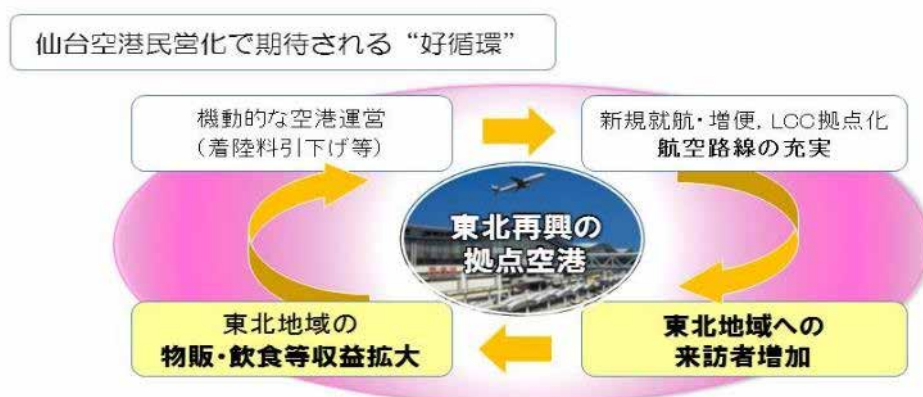 仙台空港民営化で期待される“好循環”
機動的な空港運営
（着陸料引下げ等）
新規就航・増便，LCC拠点化
航空路線の充実
東北再興の
拠点空港
東北地域の
物販・飲食等収益拡大
東北地域への
来訪者増加